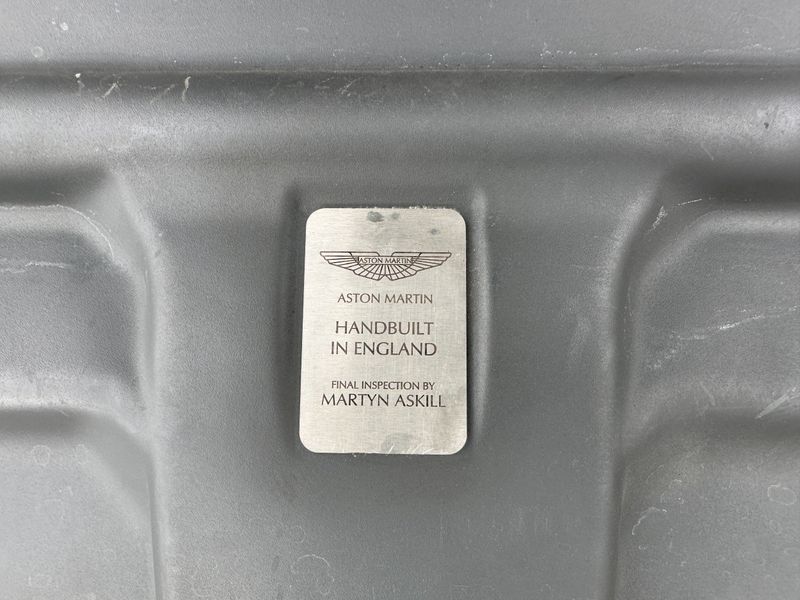 ASTON MARTIN
ASTON MARTIN
HANDBUILT
IN ENGLAND
FINAL INSPECTION BY
MARTYN ASKILL